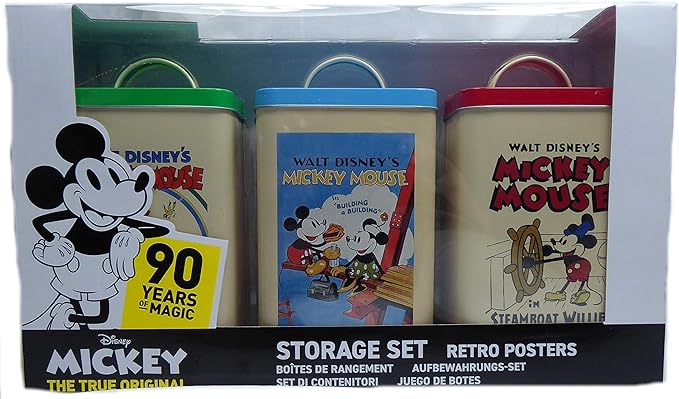 T DISNEY'S
MOUSE
90
YEARS
OF
MAGIC
Disney
MICKEY
THE TRUE ORIGINAL
WALT DISNEY'S
MICKEY MOUSE
in
"BUILDING
a BUILDING"
WALT DISNEY'S
MICKEY
MOUSE
in
STEAMBOAT WILLIE
STORAGE SET RETRO POSTERS
BOÎTES DE RANGEMENT AUFBEWAHRUNGS-SET
SET DI CONTENITORI JUEGO DE BOTES